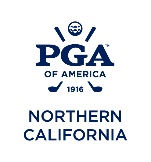 PGA
OF AMERICA
1916
NORTHERN
CALIFORNIA